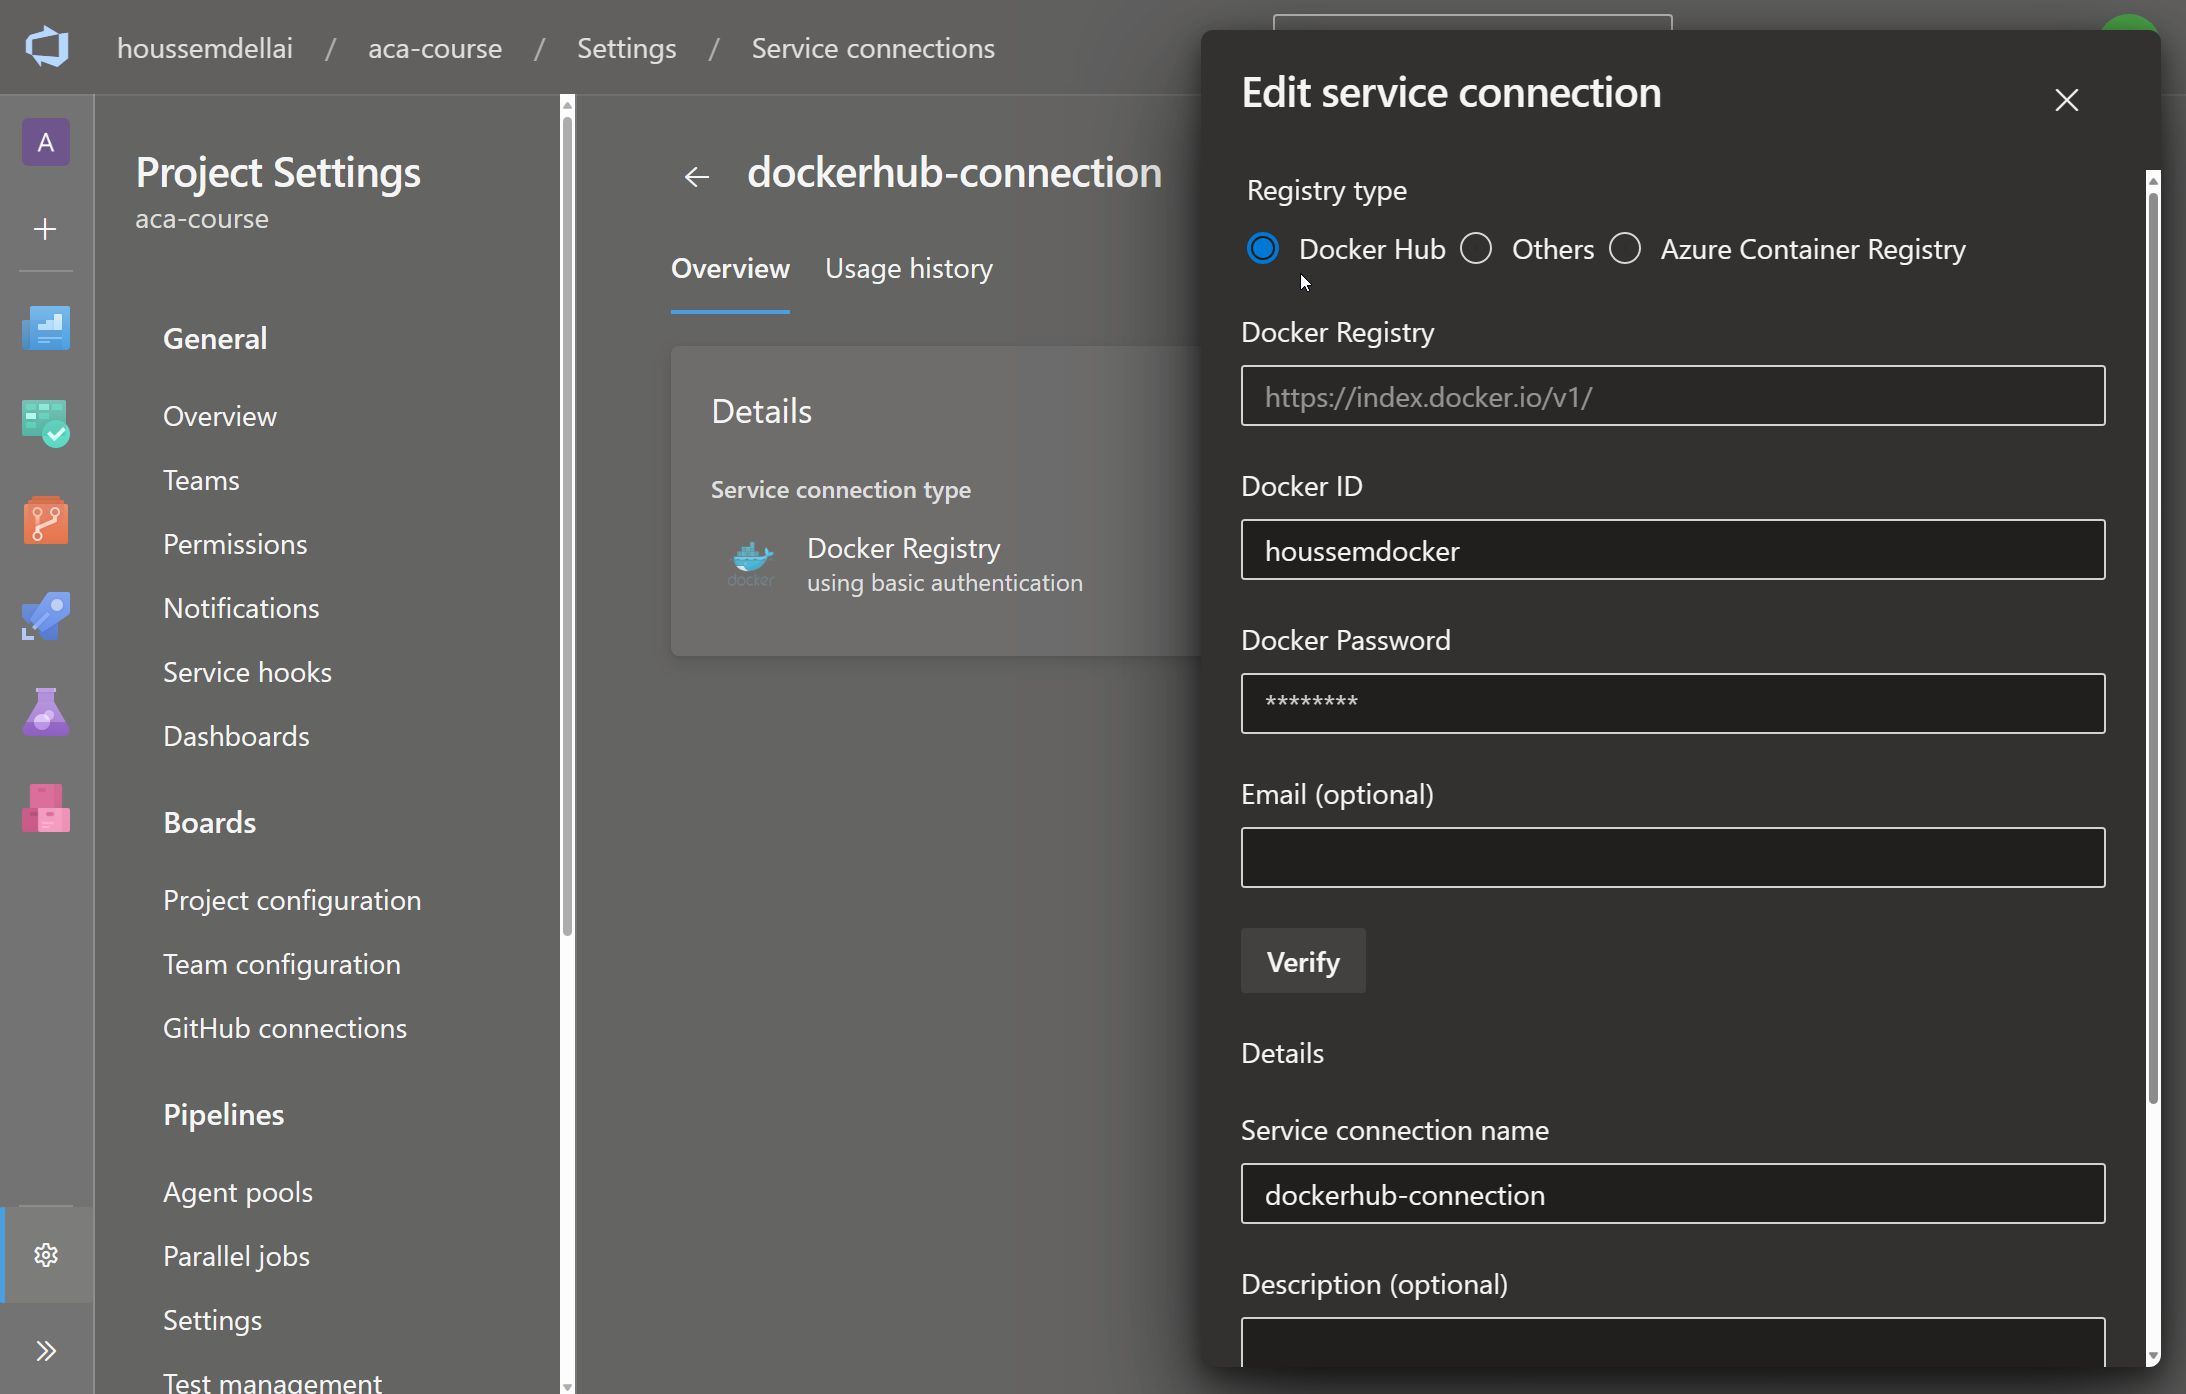 houssemdellai / aca-course / Settings / Service connections
A
Project Settings
aca-course
General
Overview
Teams
Permissions
Notifications
Service hooks
Dashboards
Boards
Project configuration
Team configuration
GitHub connections
Pipelines
Agent pools
Parallel jobs
Settings
Test management
dockerhub-connection
Overview
Usage history
Details
Service connection type
docker
Docker Registry
using basic authentication
Edit service connection
Registry type
Docker Hub
Others
Azure Container Registry
Docker Registry
https://index.docker.io/v1/
Docker ID
houssemdocker
Docker Password
********
Email (optional)
Verify
Details
Service connection name
dockerhub-connection
Description (optional)